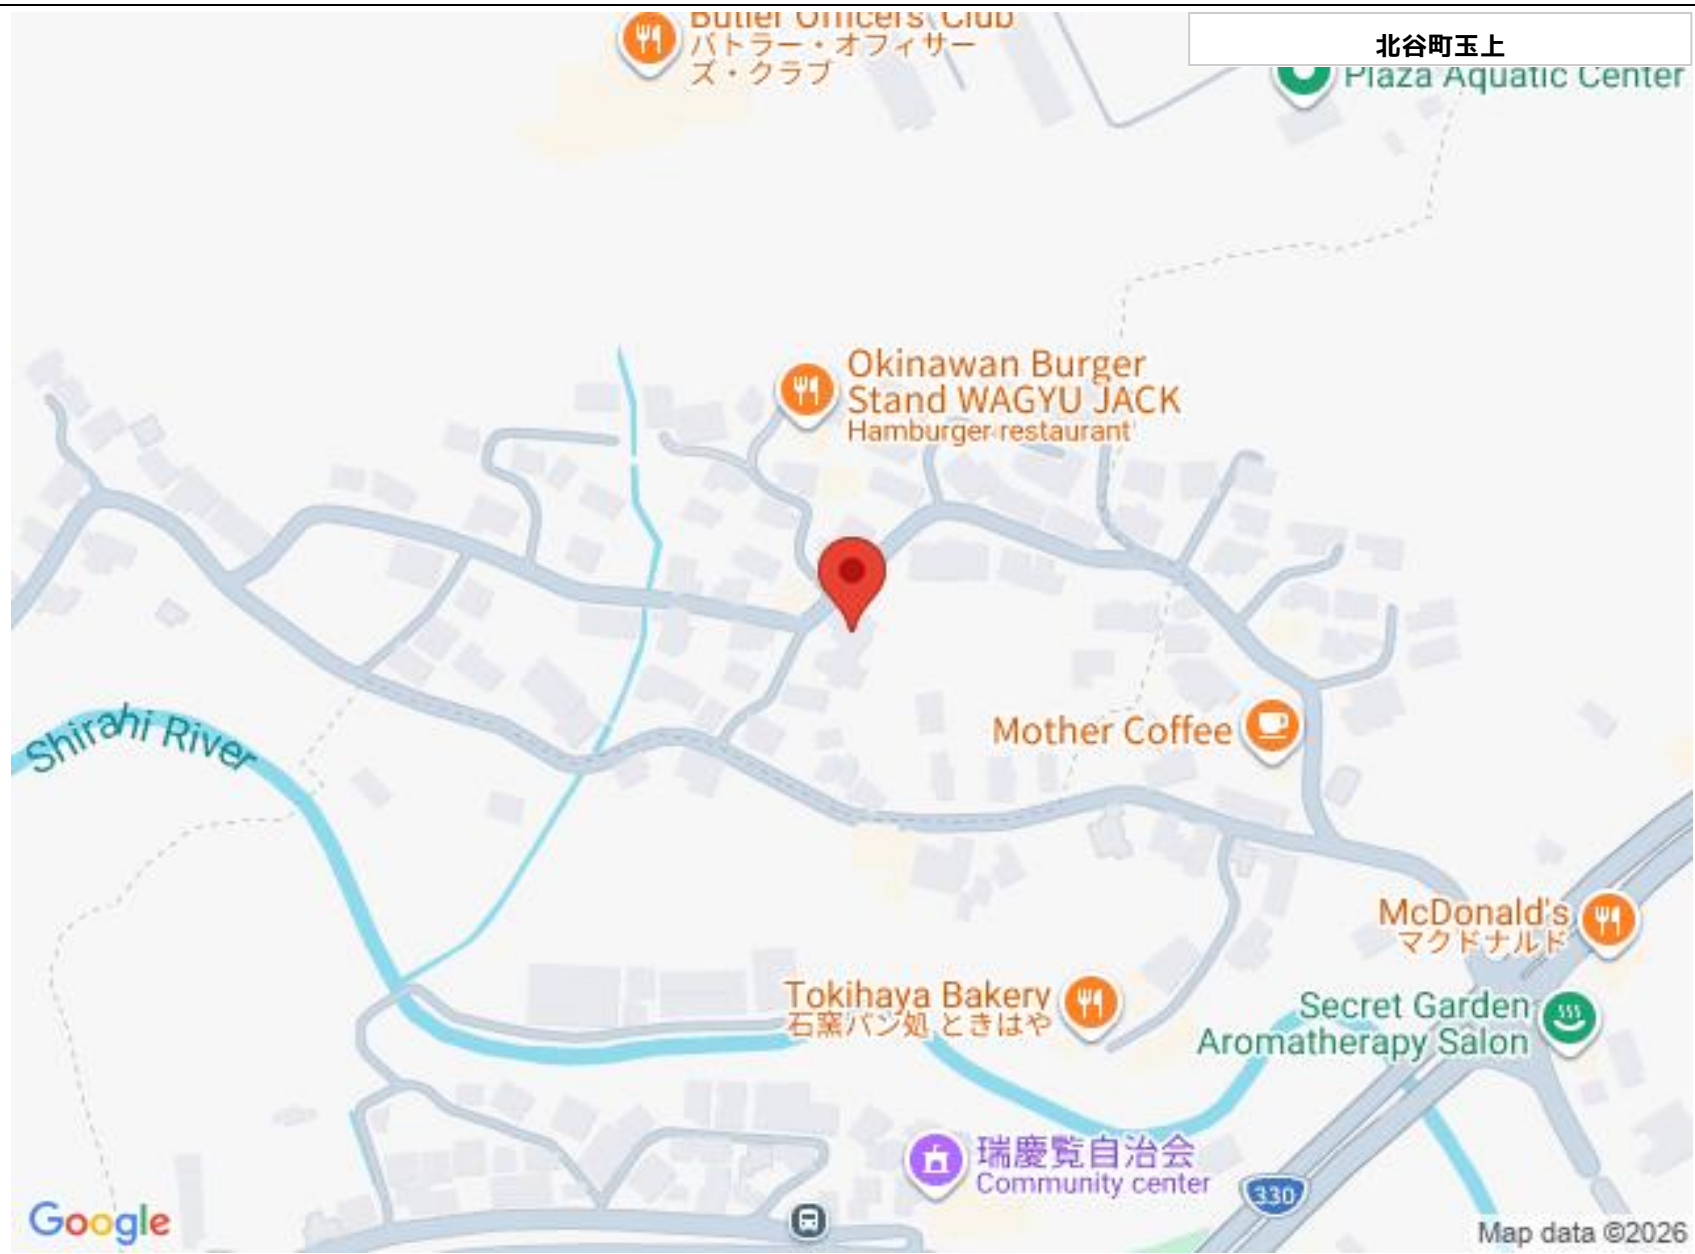 Butler Officers' Club
バトラー・オフィサー
ズ・クラブ
北谷町玉上
Plaza Aquatic Center
Okinawan Burger
Stand WAGYU JACK
Hamburger restaurant
Shirahi River
Mother Coffee
McDonald's
マクドナルド
Tokihaya Bakery
石窯パン処 ときはや
Secret Garden
Aromatherapy Salon
瑞慶覧自治会
Community center
330
Google
Map data ©2026